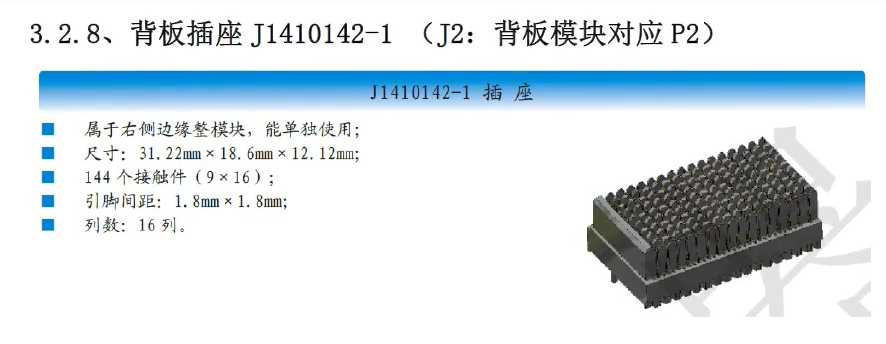 3.2.8、背板插座 J1410142-1 （J2：背板模块对应 P2）
J1410142-1 插 座
属于右侧边缘整模块，能单独使用；
尺寸：31.22mm×18.6mm×12.12mm；
144 个接触件（9×16）；
引脚间距：1.8mm×1.8mm；
列数：16 列。